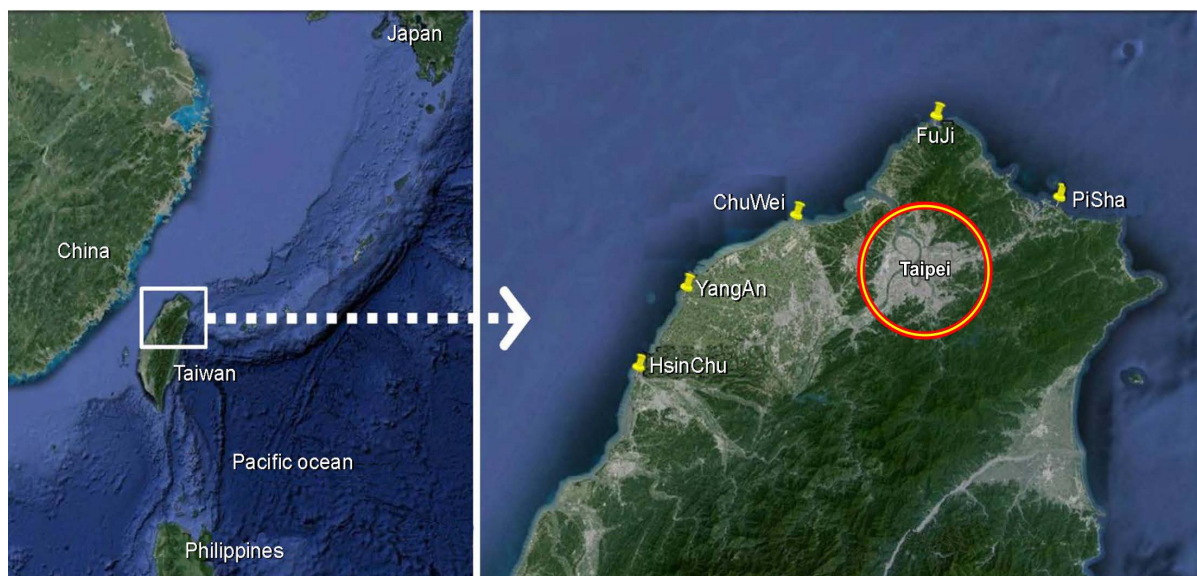 Japan
China
Taiwan
Pacific ocean
Philippines
FuJi
PiSha
ChuWei
Taipei
YangAn
HsinChu